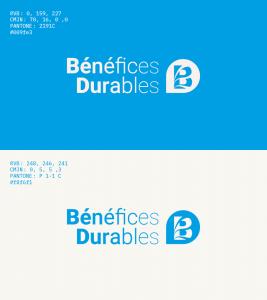 RVB: 0, 159, 227
CMJN: 70, 16, 0 ,0
PANTONE: 2191C
#009fe3
Bénéfices
Durables
RVB: 248, 246, 241
CMJN: 0, 5, 5 ,3
PANTONE: P 1-1 C
#f8f6f1
Bénéfices
Durables